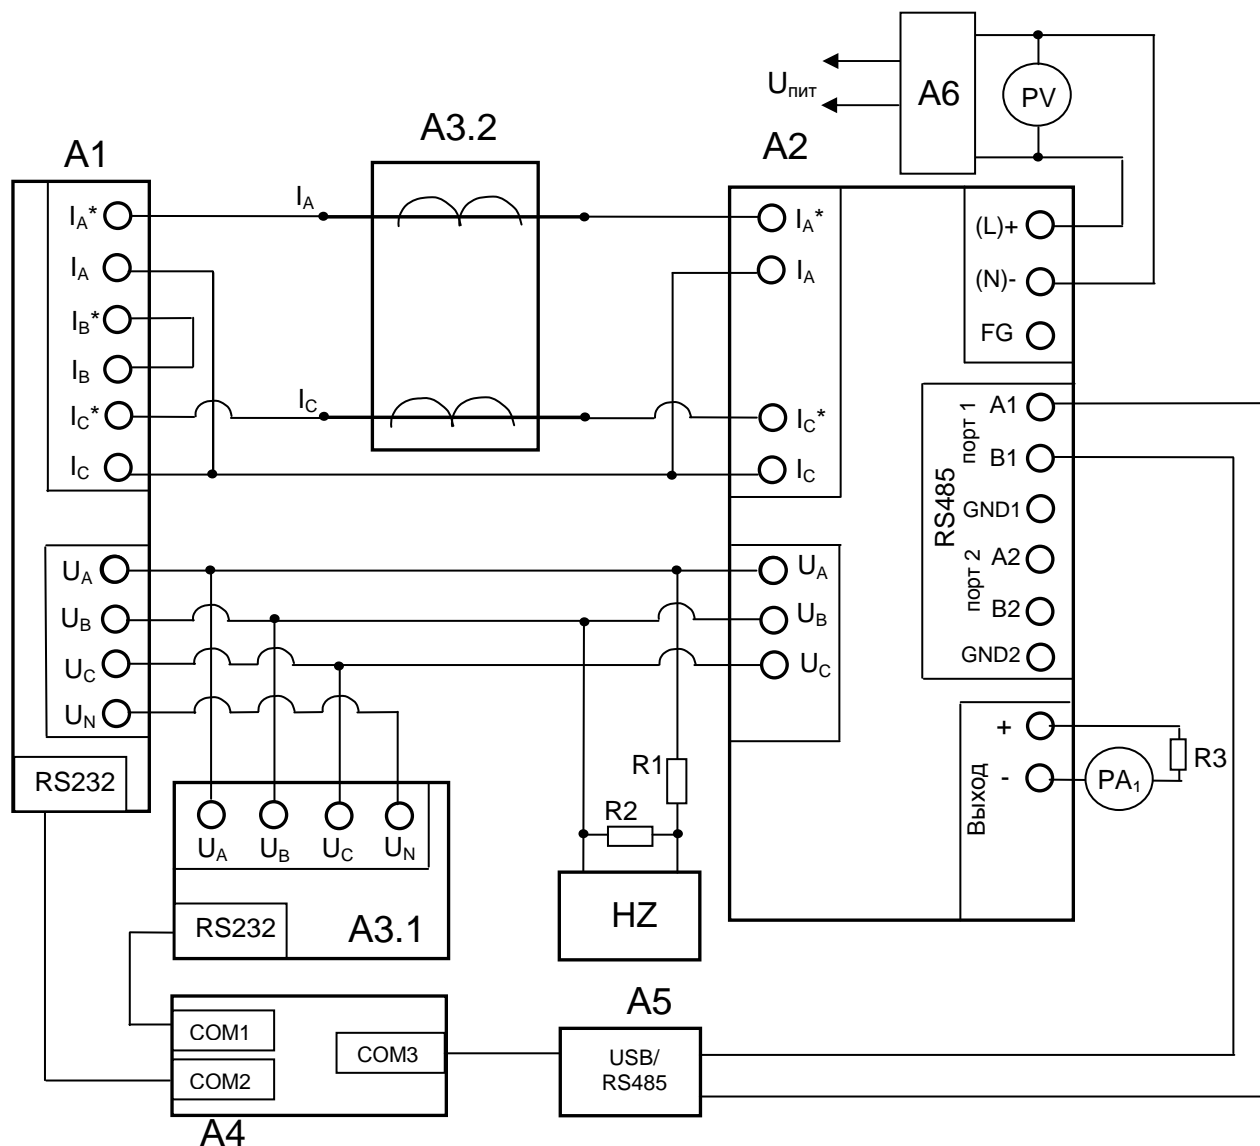 A6
PV
Uпит
A3.2
A1
A2
IA*
IA
IB*
IB
IC*
IC
IA
IC
IA*
IA
IC*
IC
(L)+
(N)-
FG
RS485
порт 1
A1
B1
GND1
порт 2
A2
B2
GND2
UA
UB
UC
UN
UA
UB
UC
RS232
Выход
+
-
PA1
R3
R1
R2
HZ
UA
UB
UC
UN
RS232
A3.1
COM1
COM2
COM3
A4
A5
USB/
RS485